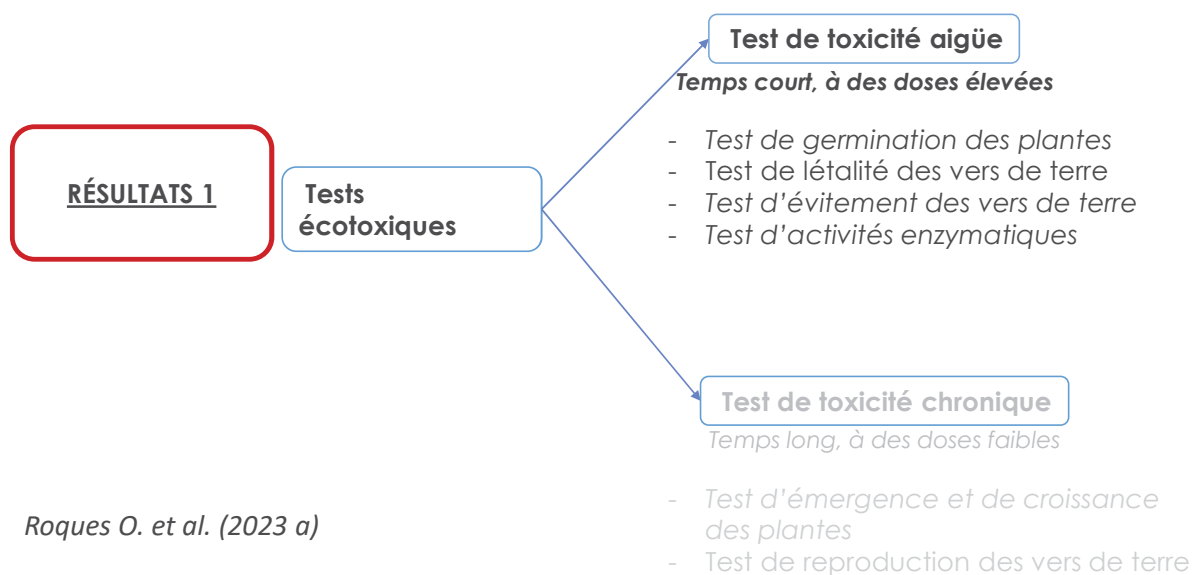 RÉSULTATS 1
Tests
écotoxiques
Test de toxicité aigüe
Temps court, à des doses élevées
- Test de germination des plantes
- Test de létalité des vers de terre
- Test d’évitement des vers de terre
- Test d’activités enzymatiques
Test de toxicité chronique
Temps long, à des doses faibles
- Test d’émergence et de croissance
des plantes
- Test de reproduction des vers de terre
Roques O. et al. (2023 a)